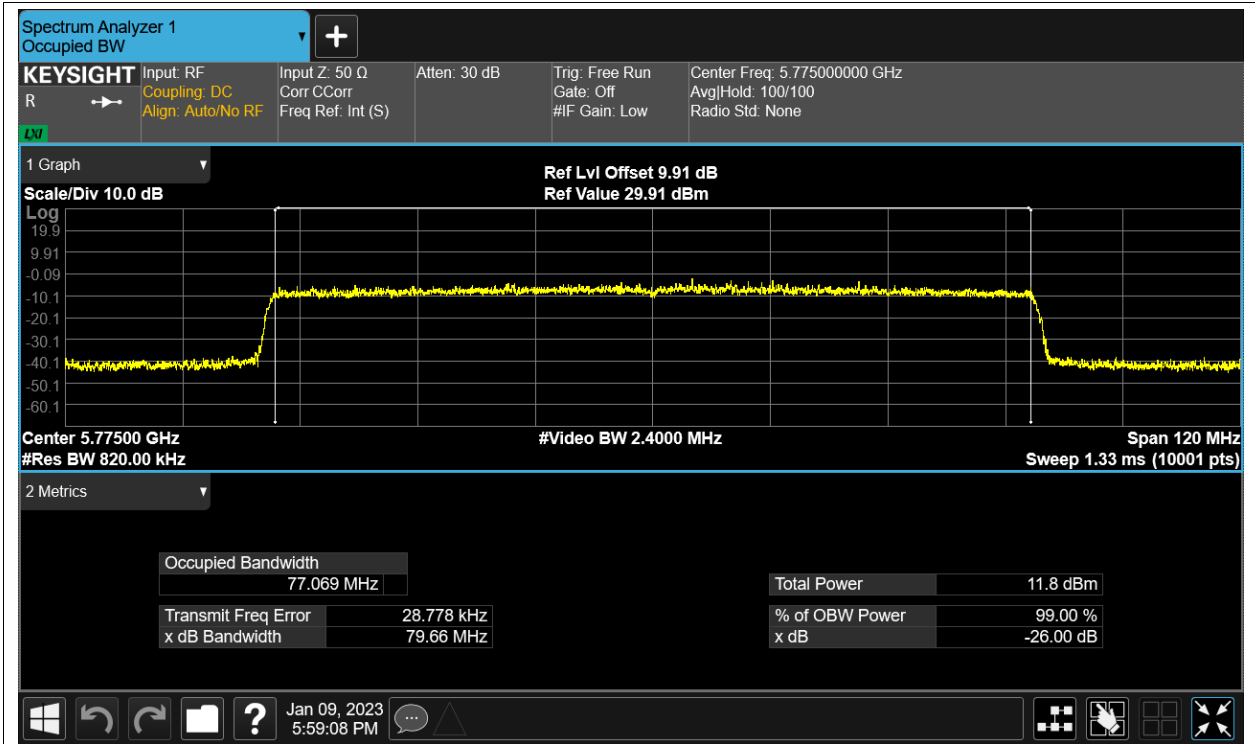 Spectrum Analyzer 1
Occupied BW
KEYSIGHT
R
LXI
Input: RF
Coupling: DC
Align: Auto/No RF
Input Z: 50 Ω
Corr CCorr
Freq Ref: Int (S)
Atten: 30 dB
Trig: Free Run
Gate: Off
#IF Gain: Low
Center Freq: 5.775000000 GHz
Avg|Hold: 100/100
Radio Std: None
1 Graph
Scale/Div 10.0 dB
Ref Lvl Offset 9.91 dB
Ref Value 29.91 dBm
Log
19.9
9.91
-0.09
-10.1
-20.1
-30.1
-40.1
-50.1
-60.1
Center 5.77500 GHz
#Res BW 820.00 kHz
#Video BW 2.4000 MHz
Span 120 MHz
Sweep 1.33 ms (10001 pts)
2 Metrics
Occupied Bandwidth
77.069 MHz
Transmit Freq Error 28.778 kHz
x dB Bandwidth 79.66 MHz
Total Power 11.8 dBm
% of OBW Power 99.00 %
x dB -26.00 dB
?
Jan 09, 2023
5:59:08 PM